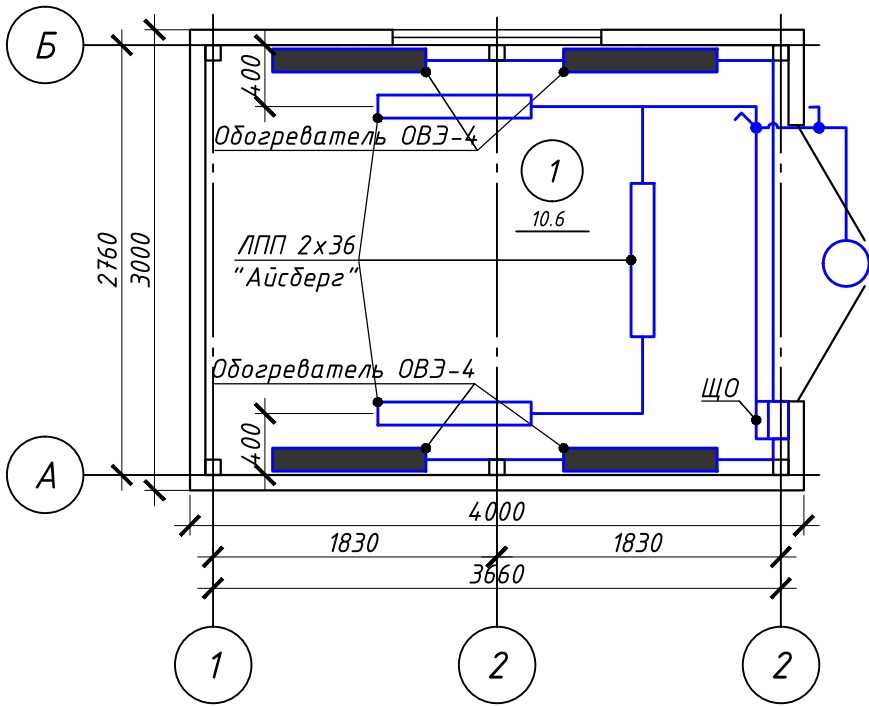 Б
400
Обогреватель ОВЭ-4
1
10.6
2760
3000
ЛПП 2х36
"Айсберг"
Обогреватель ОВЭ-4
ЩО
400
А
4000
1830
1830
3660
1
2
2